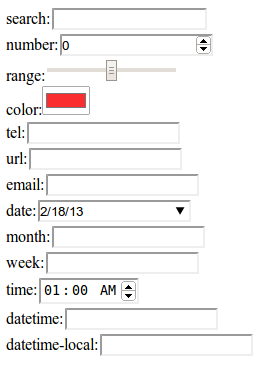 search:
number: 0
range:
color:
tel:
url:
email:
date: 2/18/13
month:
week:
time: 01:00 AM
datetime:
datetime-local: